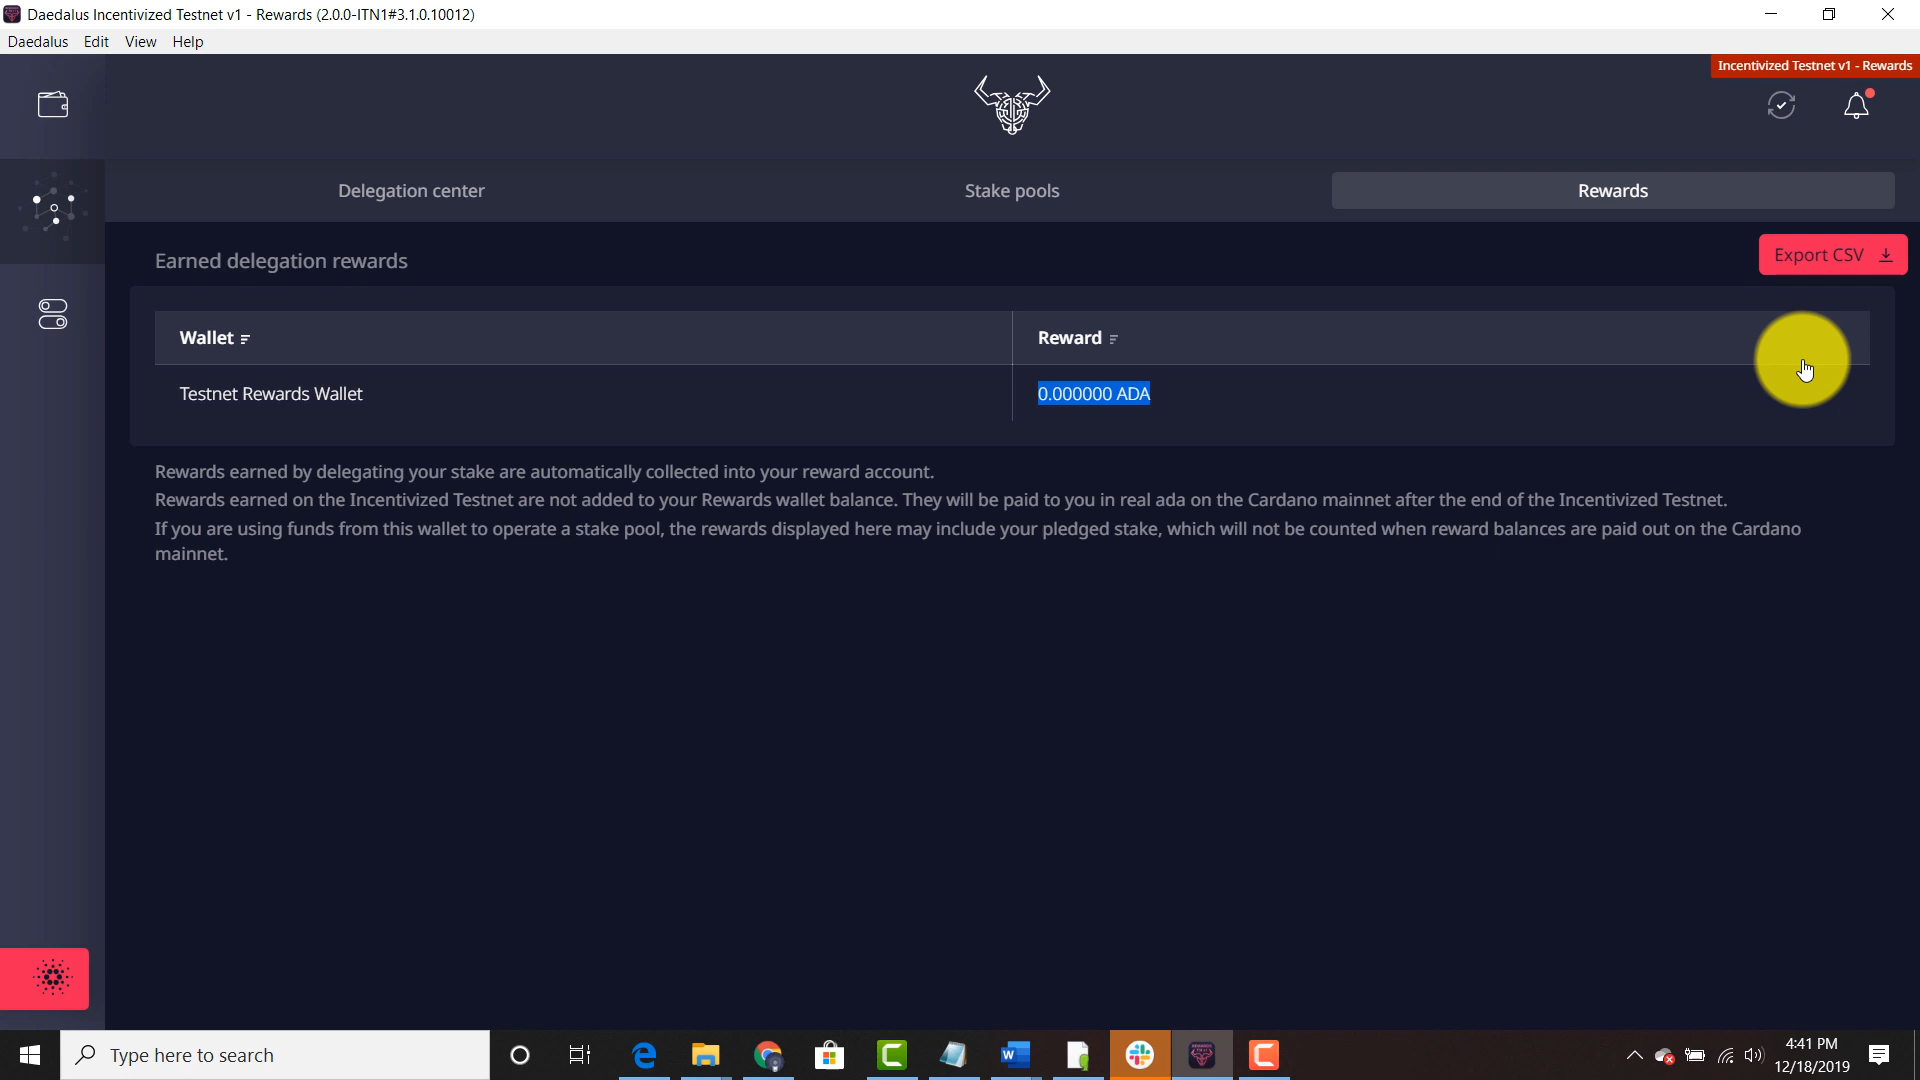 Daedalus Incentivized Testnet v1 - Rewards (2.0.0-ITN1#3.1.0.10012)
Daedalus Edit View Help
Incentivized Testnet v1 - Rewards
Delegation center
Stake pools
Rewards
Earned delegation rewards
Export CSV
Wallet
Reward
Testnet Rewards Wallet
0.000000 ADA
Rewards earned by delegating your stake are automatically collected into your reward account.
Rewards earned on the Incentivized Testnet are not added to your Rewards wallet balance. They will be paid to you in real ada on the Cardano mainnet after the end of the Incentivized Testnet.
If you are using funds from this wallet to operate a stake pool, the rewards displayed here may include your pledged stake, which will not be counted when reward balances are paid out on the Cardano
mainnet.
Type here to search
4:41 PM
12/18/2019